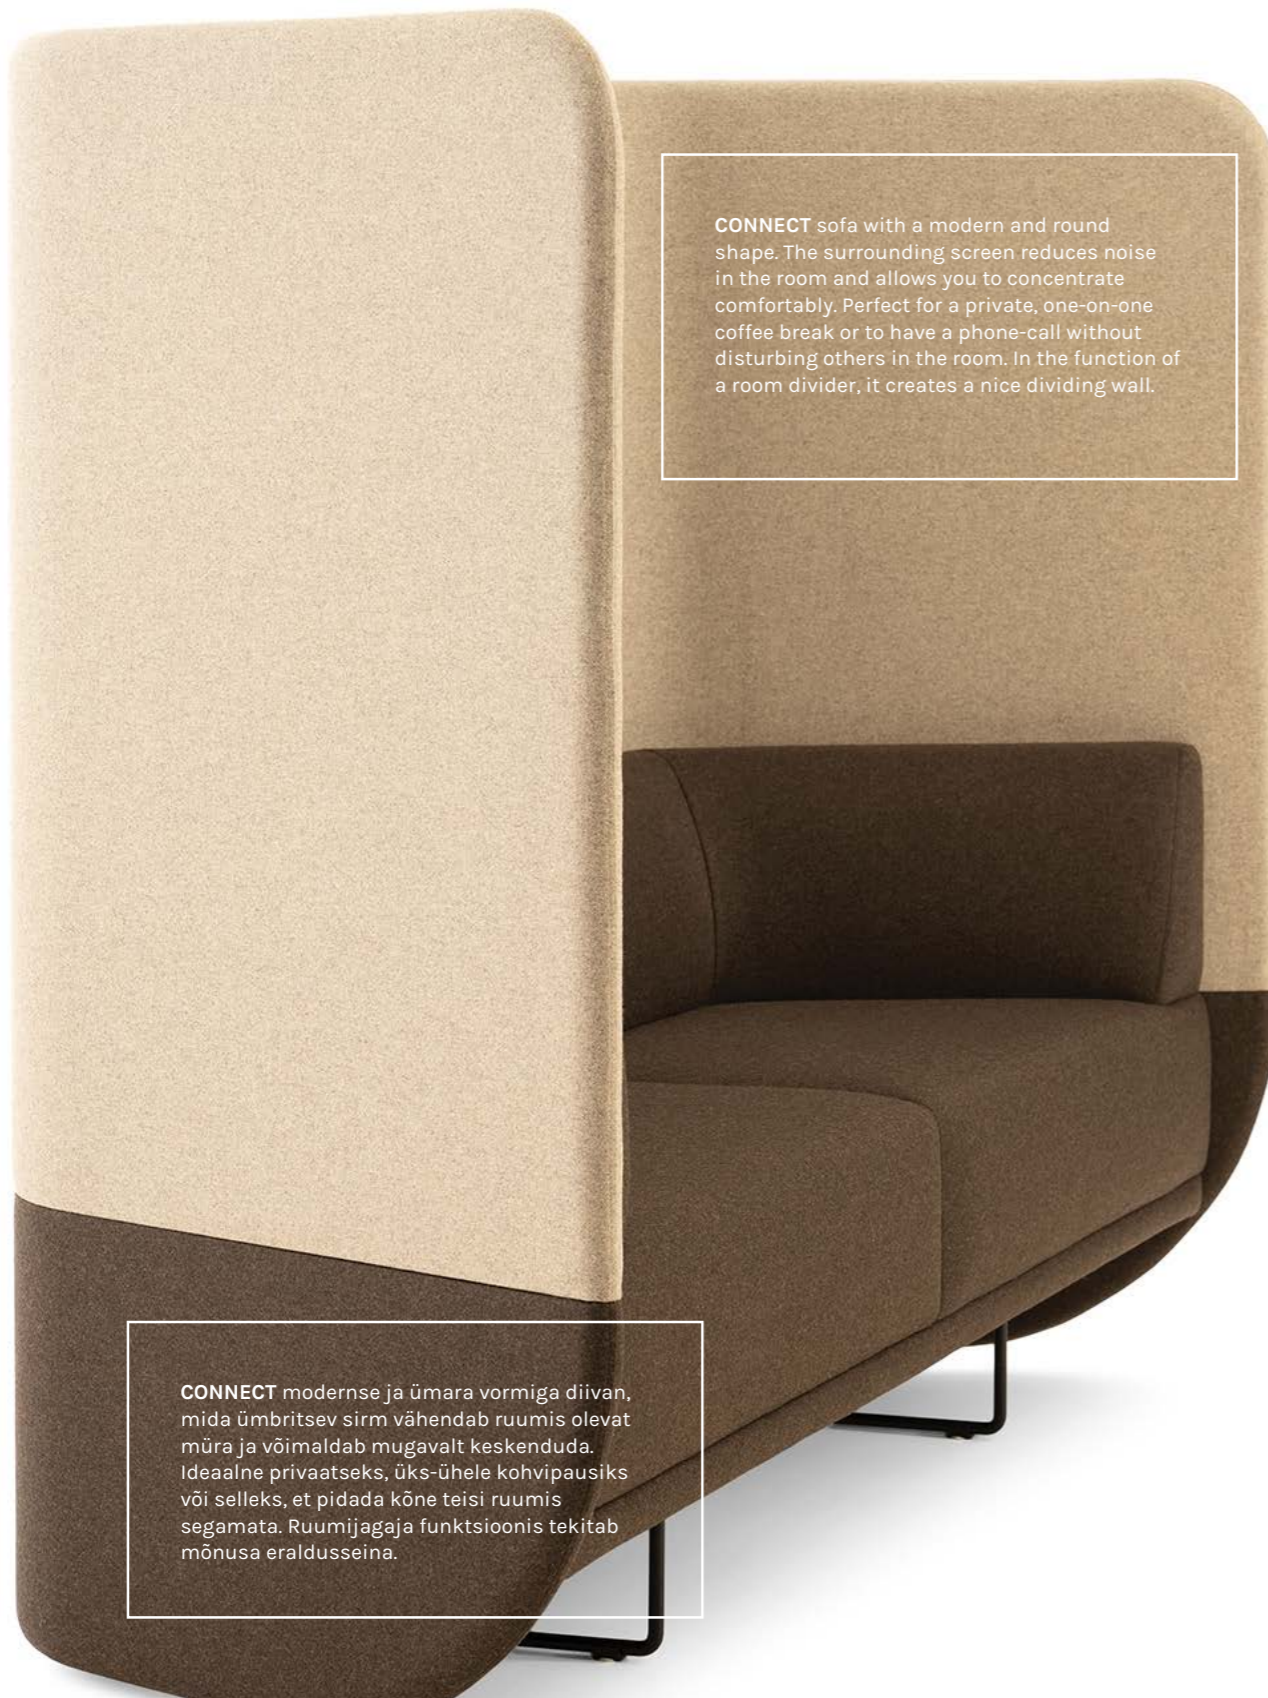 CONNECT sofa with a modern and round
shape. The surrounding screen reduces noise
in the room and allows you to concentrate
comfortably. Perfect for a private, one-on-one
coffee break or to have a phone-call without
disturbing others in the room. In the function of
a room divider, it creates a nice dividing wall.
CONNECT modernse ja ümara vormiga diivan,
mida ümbritsev sirm vähendab ruumis olevat
müra ja võimaldab mugavalt keskenduda.
Ideaalne privaatseks, üks-ühele kohvipausiks
või selleks, et pidada kõne teisi ruumis
segamata. Ruumijagaja funktsioonis tekitab
mõnusa eraldusseina.